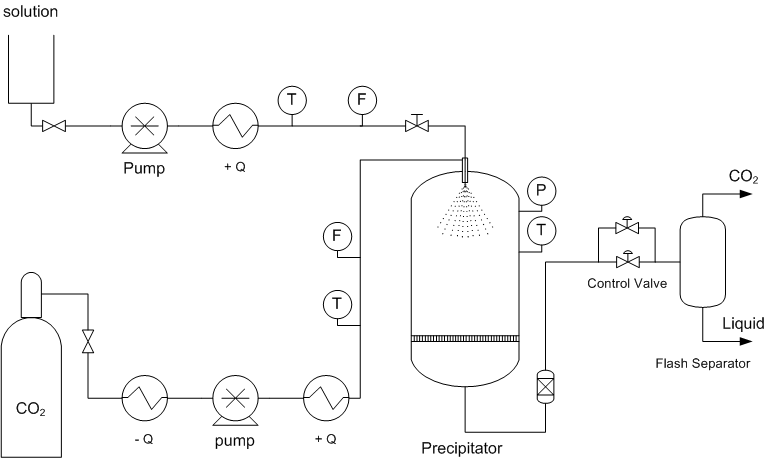 solution
T
F
Pump
+ Q
P
T
CO₂
F
Control Valve
T
Liquid
Flash Separator
CO₂
- Q
pump
+ Q
Precipitator